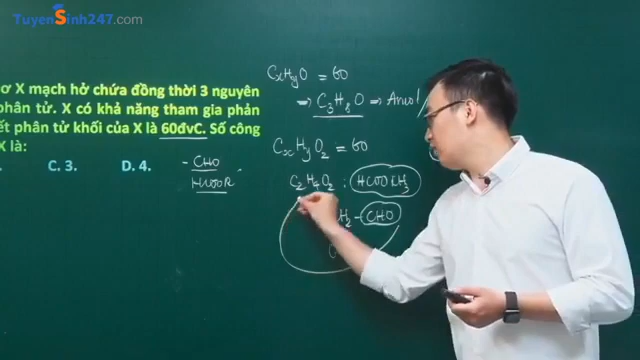 TuyenSinh247.com
ơ X mạch hở chứa đồng thời 3 nguyên
phân tử. X có khả năng tham gia phản
ết phân tử khối của X là 60đvC. Số công
X là:
C. 3. D. 4.
- CHO
HCOOR
CxHyO = 60
⇒ C3H8O ⇒
CxHyO2 = 60
C2H4O2 : HCOOCH3
H2 - CHO